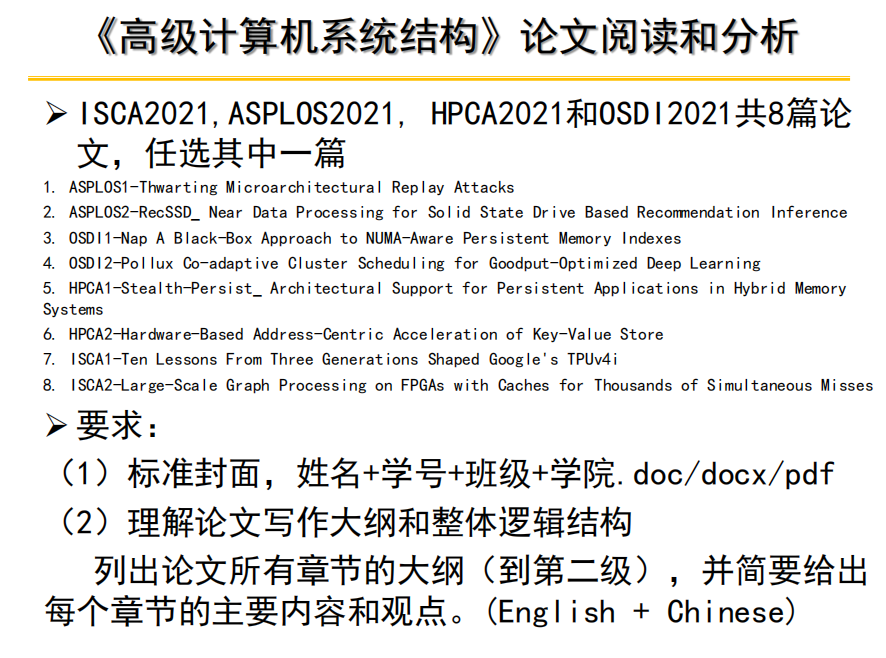 《高级计算机系统结构》论文阅读和分析
➢ ISCA2021,ASPLOS2021, HPCA2021和OSDI2021共8篇论
文，任选其中一篇
1. ASPLOS1-Thwarting Microarchitectural Replay Attacks
2. ASPLOS2-RecSSD_ Near Data Processing for Solid State Drive Based Recommendation Inference
3. OSDI1-Nap A Black-Box Approach to NUMA-Aware Persistent Memory Indexes
4. OSDI2-Pollux Co-adaptive Cluster Scheduling for Goodput-Optimized Deep Learning
5. HPCA1-Stealth-Persist_ Architectural Support for Persistent Applications in Hybrid Memory
Systems
6. HPCA2-Hardware-Based Address-Centric Acceleration of Key-Value Store
7. ISCA1-Ten Lessons From Three Generations Shaped Google's TPUv4i
8. ISCA2-Large-Scale Graph Processing on FPGAs with Caches for Thousands of Simultaneous Misses
➢ 要求：
（1）标准封面，姓名+学号+班级+学院.doc/docx/pdf
（2）理解论文写作大纲和整体逻辑结构
列出论文所有章节的大纲（到第二级），并简要给出
每个章节的主要内容和观点。(English + Chinese)